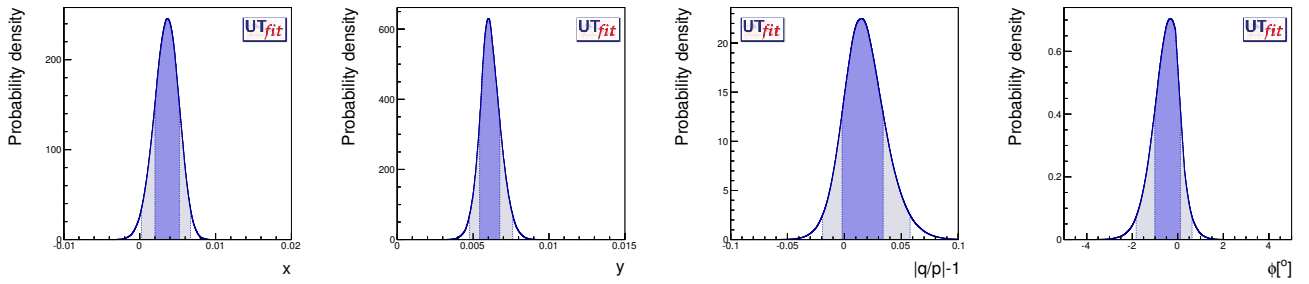 Probability density
UTfit
200
100
0
-0.01
0
0.01
0.02
x
Probability density
UTfit
600
400
200
0
0
0.005
0.01
0.015
y
Probability density
UTfit
20
15
10
5
0
-0.1
-0.05
0
0.05
0.1
|q/p|-1
Probability density
UTfit
0.6
0.4
0.2
0
-4
-2
0
2
4
ϕ[°]